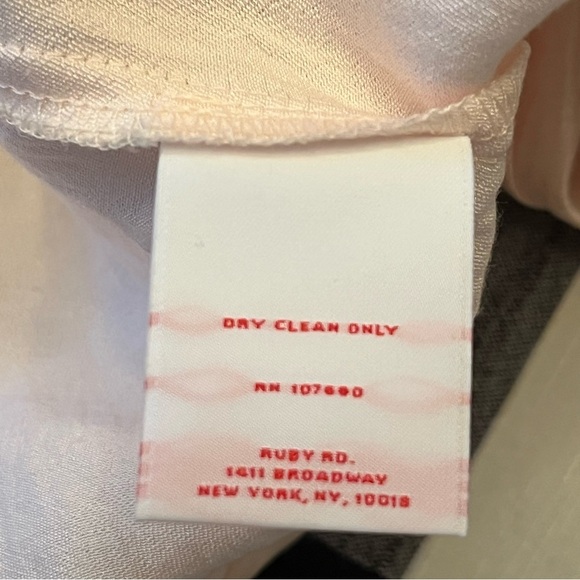 DRY CLEAN ONLY
RN 107690
RUBY RD.
1411 BROADWAY
NEW YORK, NY, 10018